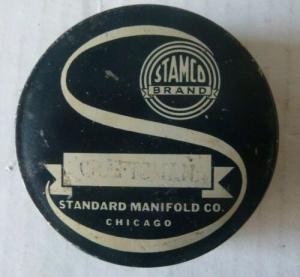 STAMCO
BRAND
STANDARD MANIFOLD CO.
CHICAGO